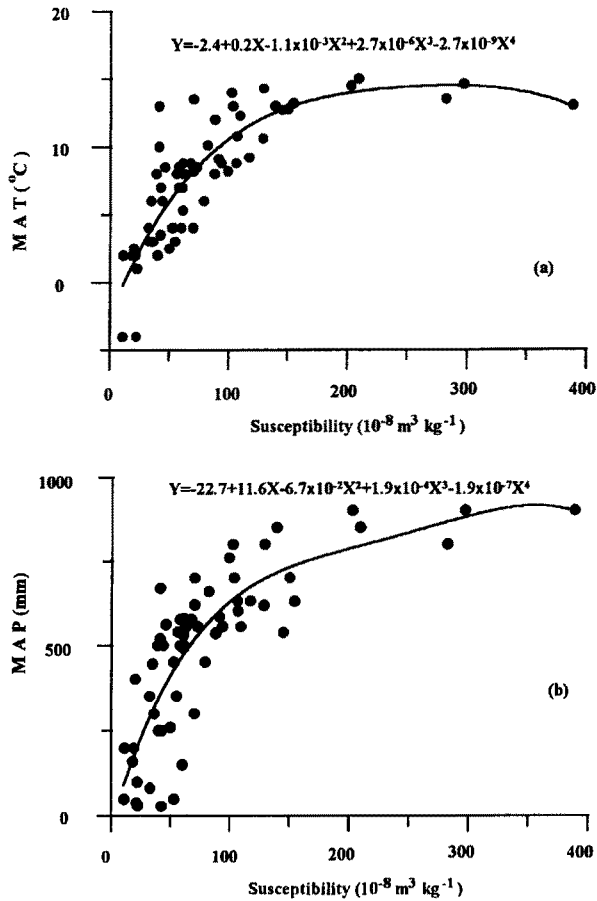 Y=-2.4+0.2X-1.1x10⁻³X²+2.7x10⁻⁶X³-2.7x10⁻⁹X⁴
20
10
0
M A T (°C)
(a)
0 100 200 300 400
Susceptibility (10⁻⁸ m³ kg⁻¹)
Y=-22.7+11.6X-6.7x10⁻²X²+1.9x10⁻⁴X³-1.9x10⁻⁷X⁴
1000
500
0
M A P (mm)
(b)
0 100 200 300 400
Susceptibility (10⁻⁸ m³ kg⁻¹)